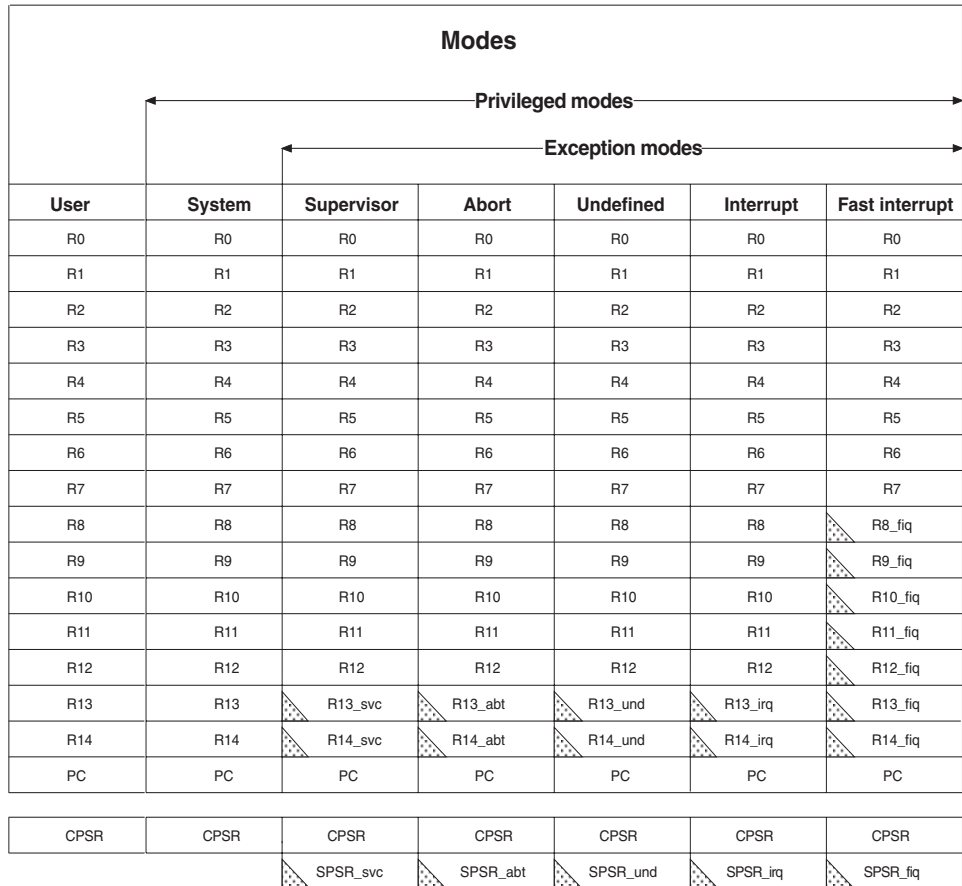 Modes
Privileged modes
Exception modes
User System Supervisor Abort Undefined Interrupt Fast interrupt
R0 R0 R0 R0 R0 R0 R0
R1 R1 R1 R1 R1 R1 R1
R2 R2 R2 R2 R2 R2 R2
R3 R3 R3 R3 R3 R3 R3
R4 R4 R4 R4 R4 R4 R4
R5 R5 R5 R5 R5 R5 R5
R6 R6 R6 R6 R6 R6 R6
R7 R7 R7 R7 R7 R7 R7
R8 R8 R8 R8 R8 R8 R8_fiq
R9 R9 R9 R9 R9 R9 R9_fiq
R10 R10 R10 R10 R10 R10 R10_fiq
R11 R11 R11 R11 R11 R11 R11_fiq
R12 R12 R12 R12 R12 R12 R12_fiq
R13 R13 R13_svc R13_abt R13_und R13_irq R13_fiq
R14 R14 R14_svc R14_abt R14_und R14_irq R14_fiq
PC PC PC PC PC PC PC
CPSR CPSR CPSR CPSR CPSR CPSR CPSR
SPSR_svc SPSR_abt SPSR_und SPSR_irq SPSR_fiq